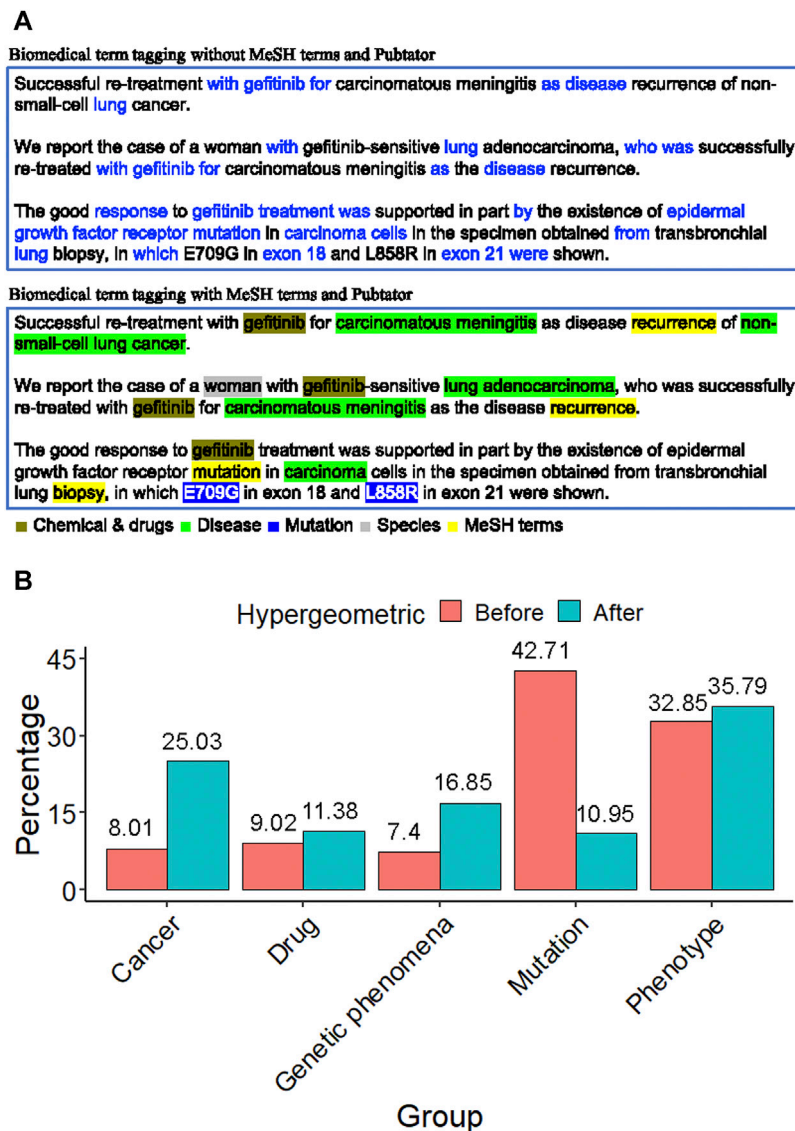 A
Biomedical term tagging without MeSH terms and Pubtator
Successful re-treatment with gefitinib for carcinomatous meningitis as disease recurrence of non-
small-cell lung cancer.
We report the case of a woman with gefitinib-sensitive lung adenocarcinoma, who was successfully
re-treated with gefitinib for carcinomatous meningitis as the disease recurrence.
The good response to gefitinib treatment was supported in part by the existence of epidermal
growth factor receptor mutation in carcinoma cells in the specimen obtained from transbronchial
lung biopsy, in which E709G in exon 18 and L858R in exon 21 were shown.
Biomedical term tagging with MeSH terms and Pubtator
Successful re-treatment with gefitinib for carcinomatous meningitis as disease recurrence of non-
small-cell lung cancer.
We report the case of a woman with gefitinib-sensitive lung adenocarcinoma, who was successfully
re-treated with gefitinib for carcinomatous meningitis as the disease recurrence.
The good response to gefitinib treatment was supported in part by the existence of epidermal
growth factor receptor mutation in carcinoma cells in the specimen obtained from transbronchial
lung biopsy, in which E709G in exon 18 and L858R in exon 21 were shown.
Chemical & drugs Disease Mutation Species MeSH terms
B
Hypergeometric Before After
Percentage
45
30
15
0
8.01 25.03
9.02 11.38
7.4 16.85
42.71 10.95
32.85 35.79
Cancer
Drug
Genetic phenomena
Mutation
Phenotype
Group